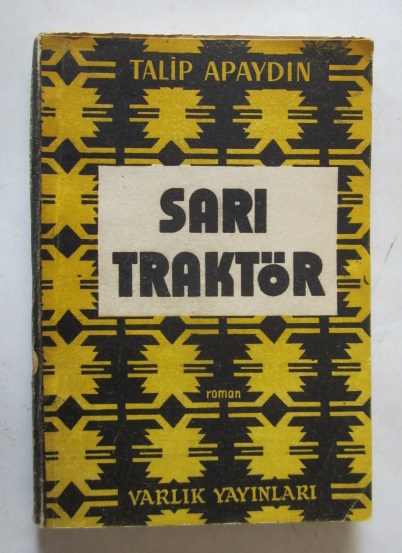 TALİP APAYDIN
SARI
TRAKTÖR
roman
VARLIK YAYINLARI